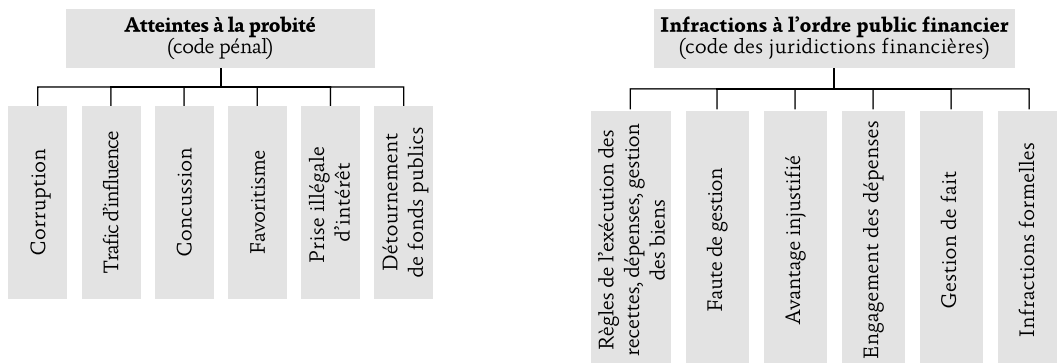 Atteintes à la probité
(code pénal)
Corruption
Trafic d'influence
Concussion
Favoritisme
Prise illégale
d'intérêt
Détournement
de fonds publics
Infractions à l'ordre public financier
(code des juridictions financières)
Règles de l'exécution des
recettes, dépenses, gestion
des biens
Faute de gestion
Avantage injustifié
Engagement des dépenses
Gestion de fait
Infractions formelles